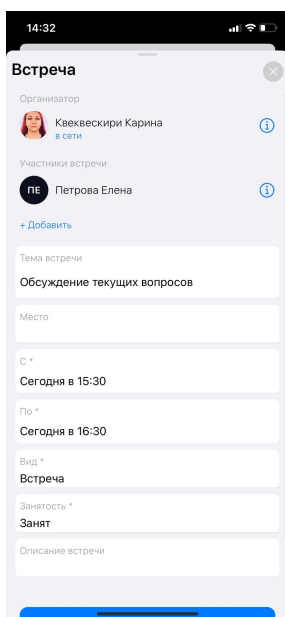 14:32
Встреча
Организатор
Квеквескири Карина
в сети
Участники встречи
ПЕ
Петрова Елена
+ Добавить
Тема встречи
Обсуждение текущих вопросов
Место
С *
Сегодня в 15:30
По *
Сегодня в 16:30
Вид *
Встреча
Занятость *
Занят
Описание встречи